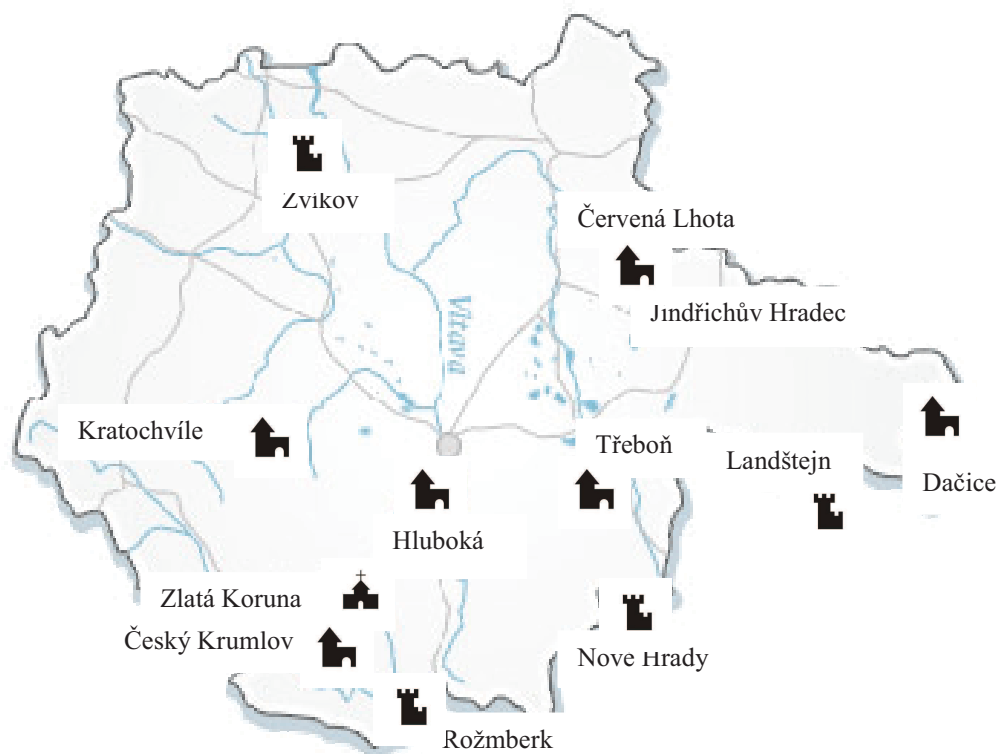 Zvíkov
Červená Lhota
Jindřichův Hradec
Vltava
Kratochvíle
Třeboň
Landštejn
Dačice
Hluboká
Zlatá Koruna
Český Krumlov
Nove Hrady
Rožmberk